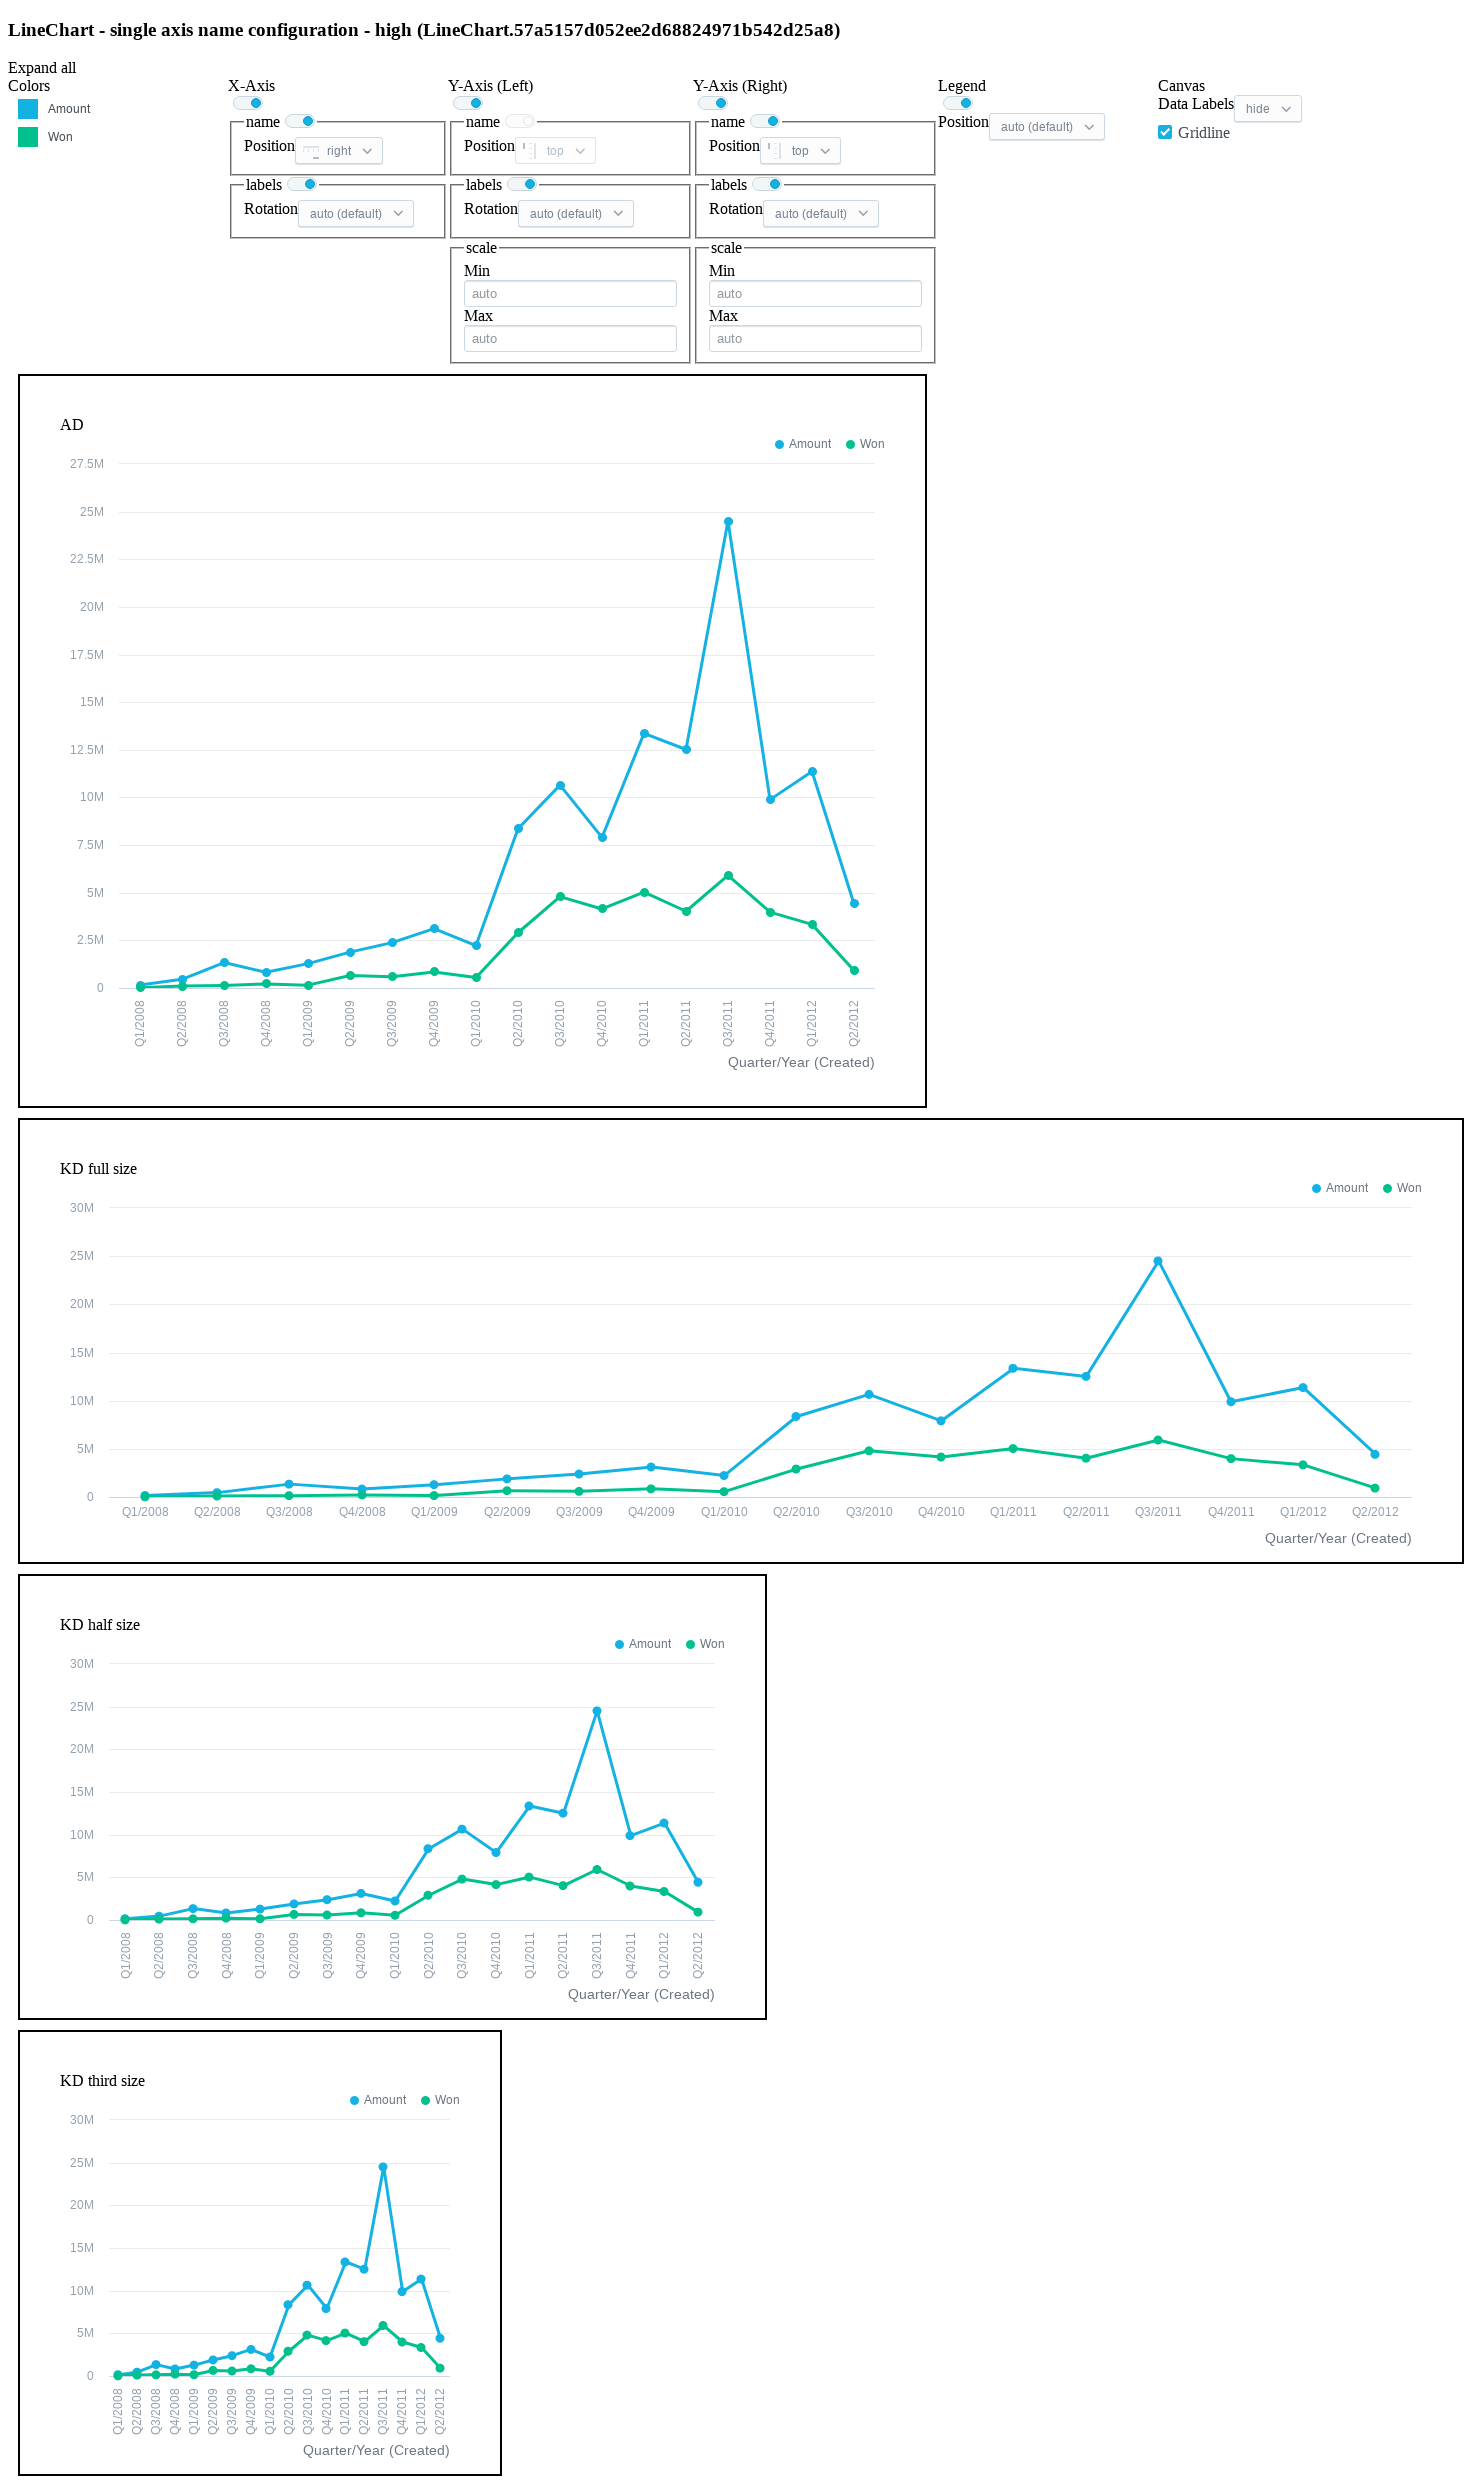 LineChart - single axis name configuration - high (LineChart.57a5157d052ee2d68824971b542d25a8)
Expand all
Colors
Amount
Won
X-Axis
name
Position right
labels
Rotation auto (default)
Y-Axis (Left)
name
Position top
labels
Rotation auto (default)
scale
Min
auto
Max
auto
Y-Axis (Right)
name
Position top
labels
Rotation auto (default)
scale
Min
auto
Max
auto
Legend
Position auto (default)
Canvas
Data Labels hide
Gridline
AD
Amount Won
27.5M
25M
22.5M
20M
17.5M
15M
12.5M
10M
7.5M
5M
2.5M
0
Q1/2008 Q2/2008 Q3/2008 Q4/2008 Q1/2009 Q2/2009 Q3/2009 Q4/2009 Q1/2010 Q2/2010 Q3/2010 Q4/2010 Q1/2011 Q2/2011 Q3/2011 Q4/2011 Q1/2012 Q2/2012
Quarter/Year (Created)
KD full size
Amount Won
30M
25M
20M
15M
10M
5M
0
Q1/2008 Q2/2008 Q3/2008 Q4/2008 Q1/2009 Q2/2009 Q3/2009 Q4/2009 Q1/2010 Q2/2010 Q3/2010 Q4/2010 Q1/2011 Q2/2011 Q3/2011 Q4/2011 Q1/2012 Q2/2012
Quarter/Year (Created)
KD half size
Amount Won
30M
25M
20M
15M
10M
5M
0
Q1/2008 Q2/2008 Q3/2008 Q4/2008 Q1/2009 Q2/2009 Q3/2009 Q4/2009 Q1/2010 Q2/2010 Q3/2010 Q4/2010 Q1/2011 Q2/2011 Q3/2011 Q4/2011 Q1/2012 Q2/2012
Quarter/Year (Created)
KD third size
Amount Won
30M
25M
20M
15M
10M
5M
0
Q1/2008 Q2/2008 Q3/2008 Q4/2008 Q1/2009 Q2/2009 Q3/2009 Q4/2009 Q1/2010 Q2/2010 Q3/2010 Q4/2010 Q1/2011 Q2/2011 Q3/2011 Q4/2011 Q1/2012 Q2/2012
Quarter/Year (Created)